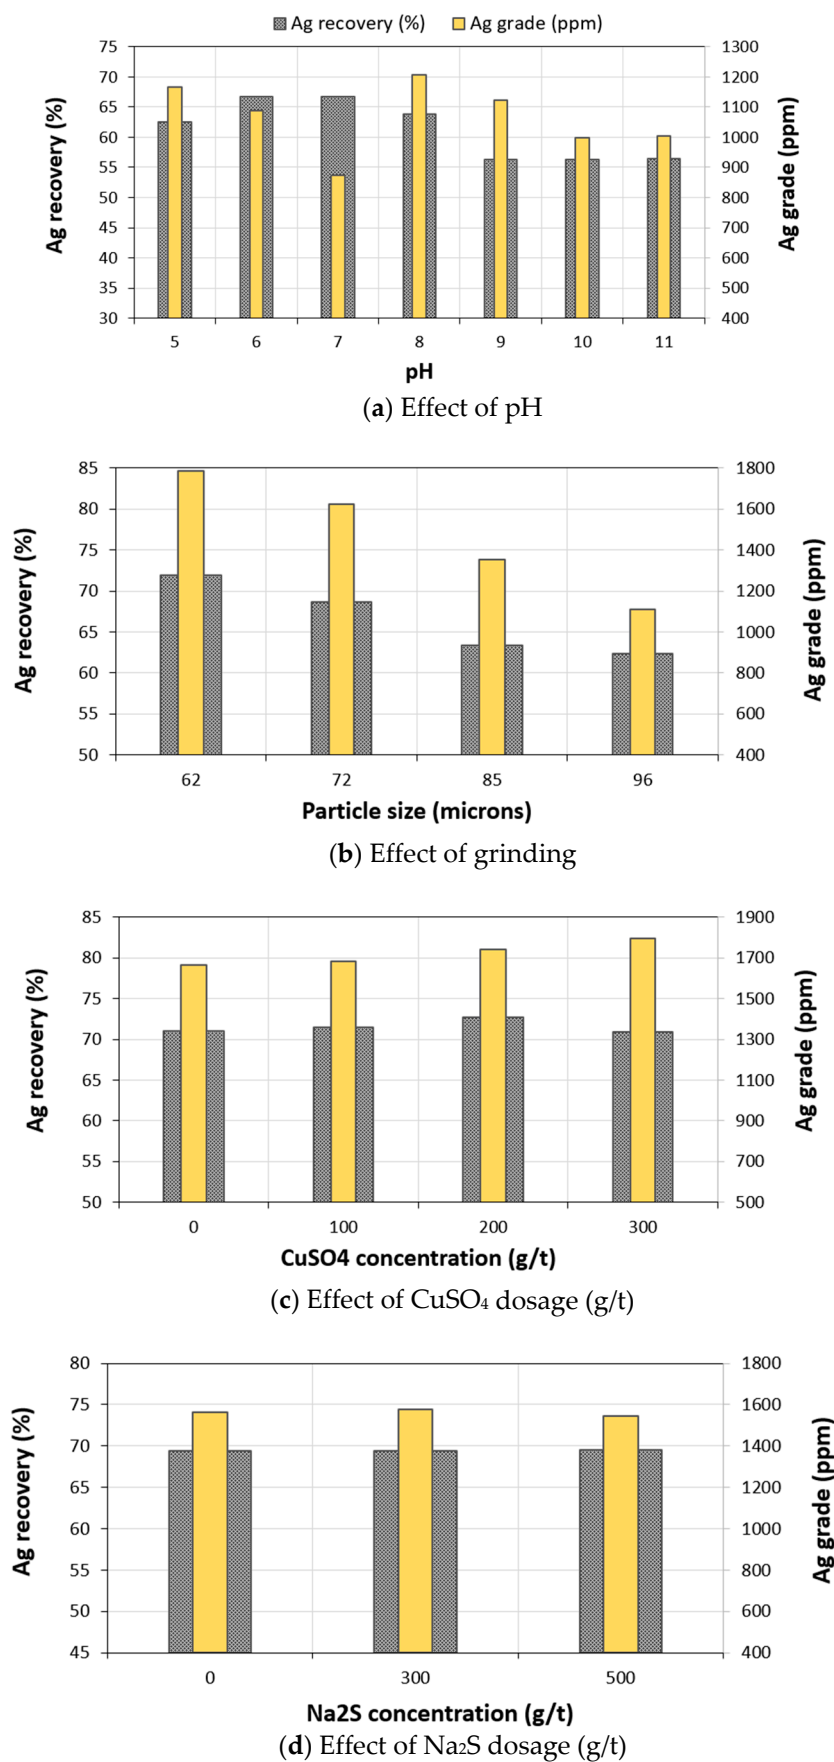 Ag recovery (%) Ag grade (ppm)
75 1300
70 1200
65 1100
60 1000
55 900
50 800
45 700
40 600
35 500
30 400
Ag recovery (%)
Ag grade (ppm)
5 6 7 8 9 10 11
pH
(a) Effect of pH
85 1800
80 1600
75 1400
70 1200
65 1000
60 800
55 600
50 400
Ag recovery (%)
Ag grade (ppm)
62 72 85 96
Particle size (microns)
(b) Effect of grinding
85 1900
80 1700
75 1500
70 1300
65 1100
60 900
55 700
50 500
Ag recovery (%)
Ag grade (ppm)
0 100 200 300
CuSO4 concentration (g/t)
(c) Effect of CuSO₄ dosage (g/t)
80 1800
75 1600
70 1400
65 1200
60 1000
55 800
50 600
45 400
Ag recovery (%)
Ag grade (ppm)
0 300 500
Na2S concentration (g/t)
(d) Effect of Na₂S dosage (g/t)